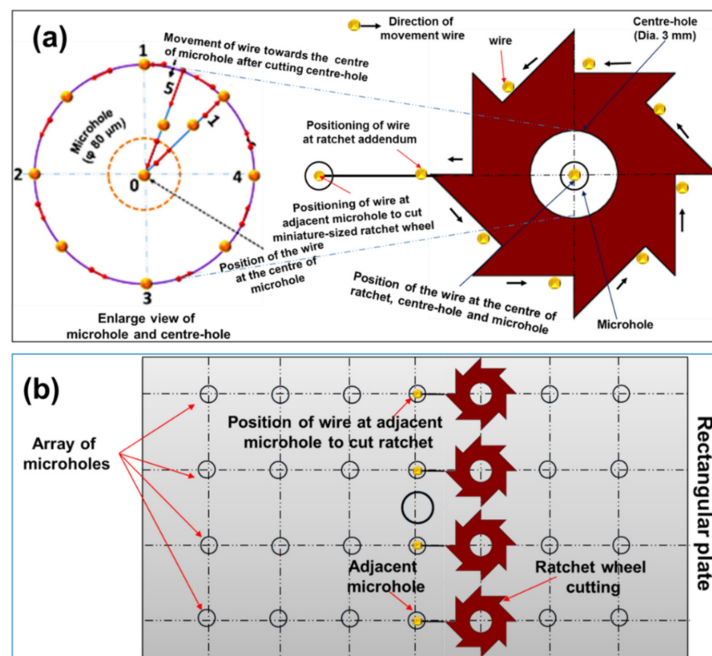 (a)
Movement of wire towards the centre
of microhole after cutting centre-hole
Direction of
movement wire
Centre-hole
(Dia. 3 mm)
wire
1
5
1
Microhole
(φ 80 μm)
2
0
4
3
Positioning of wire
at ratchet addendum
Positioning of wire at
adjacent microhole to cut
miniature-sized ratchet wheel
Position of the wire
at the centre of
microhole
Position of the wire at the centre of
ratchet, centre-hole and microhole
Microhole
Enlarge view of
microhole and centre-hole
(b)
Array of
microholes
Position of wire at adjacent
microhole to cut ratchet
Adjacent
microhole
Ratchet wheel
cutting
Rectangular plate